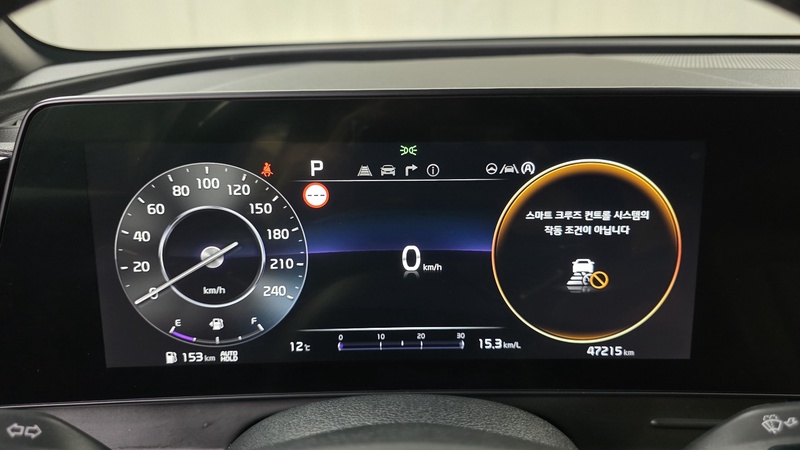 P
100
80
120
60
150
40
180
20
210
0
240
km/h
E
F
153 km
AUTO
HOLD
---
0 km/h
12℃
0 10 20 30
15.3 km/L
A
스마트 크루즈 컨트롤 시스템의
작동 조건이 아닙니다
47215 km